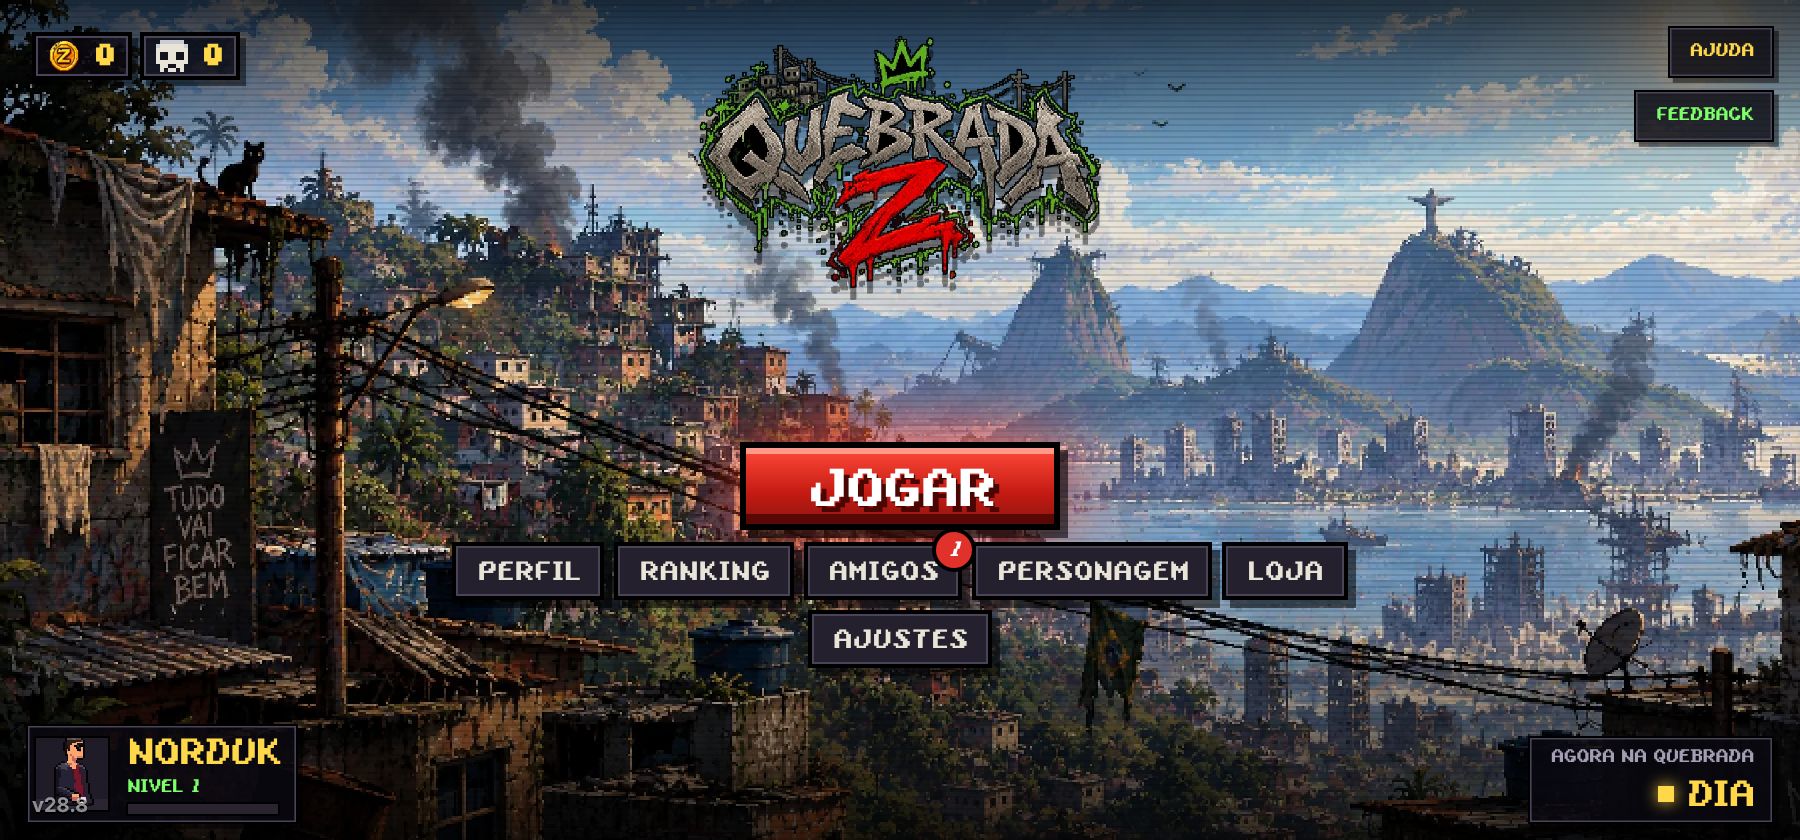 0
0
AJUDA
FEEDBACK
QUEBRADA
Z
JOGAR
PERFIL
RANKING
AMIGOS
1
PERSONAGEM
LOJA
AJUSTES
TUDO
VAI
FICAR
BEM
NORDUK
NIVEL 1
v28.8
AGORA NA QUEBRADA
DIA